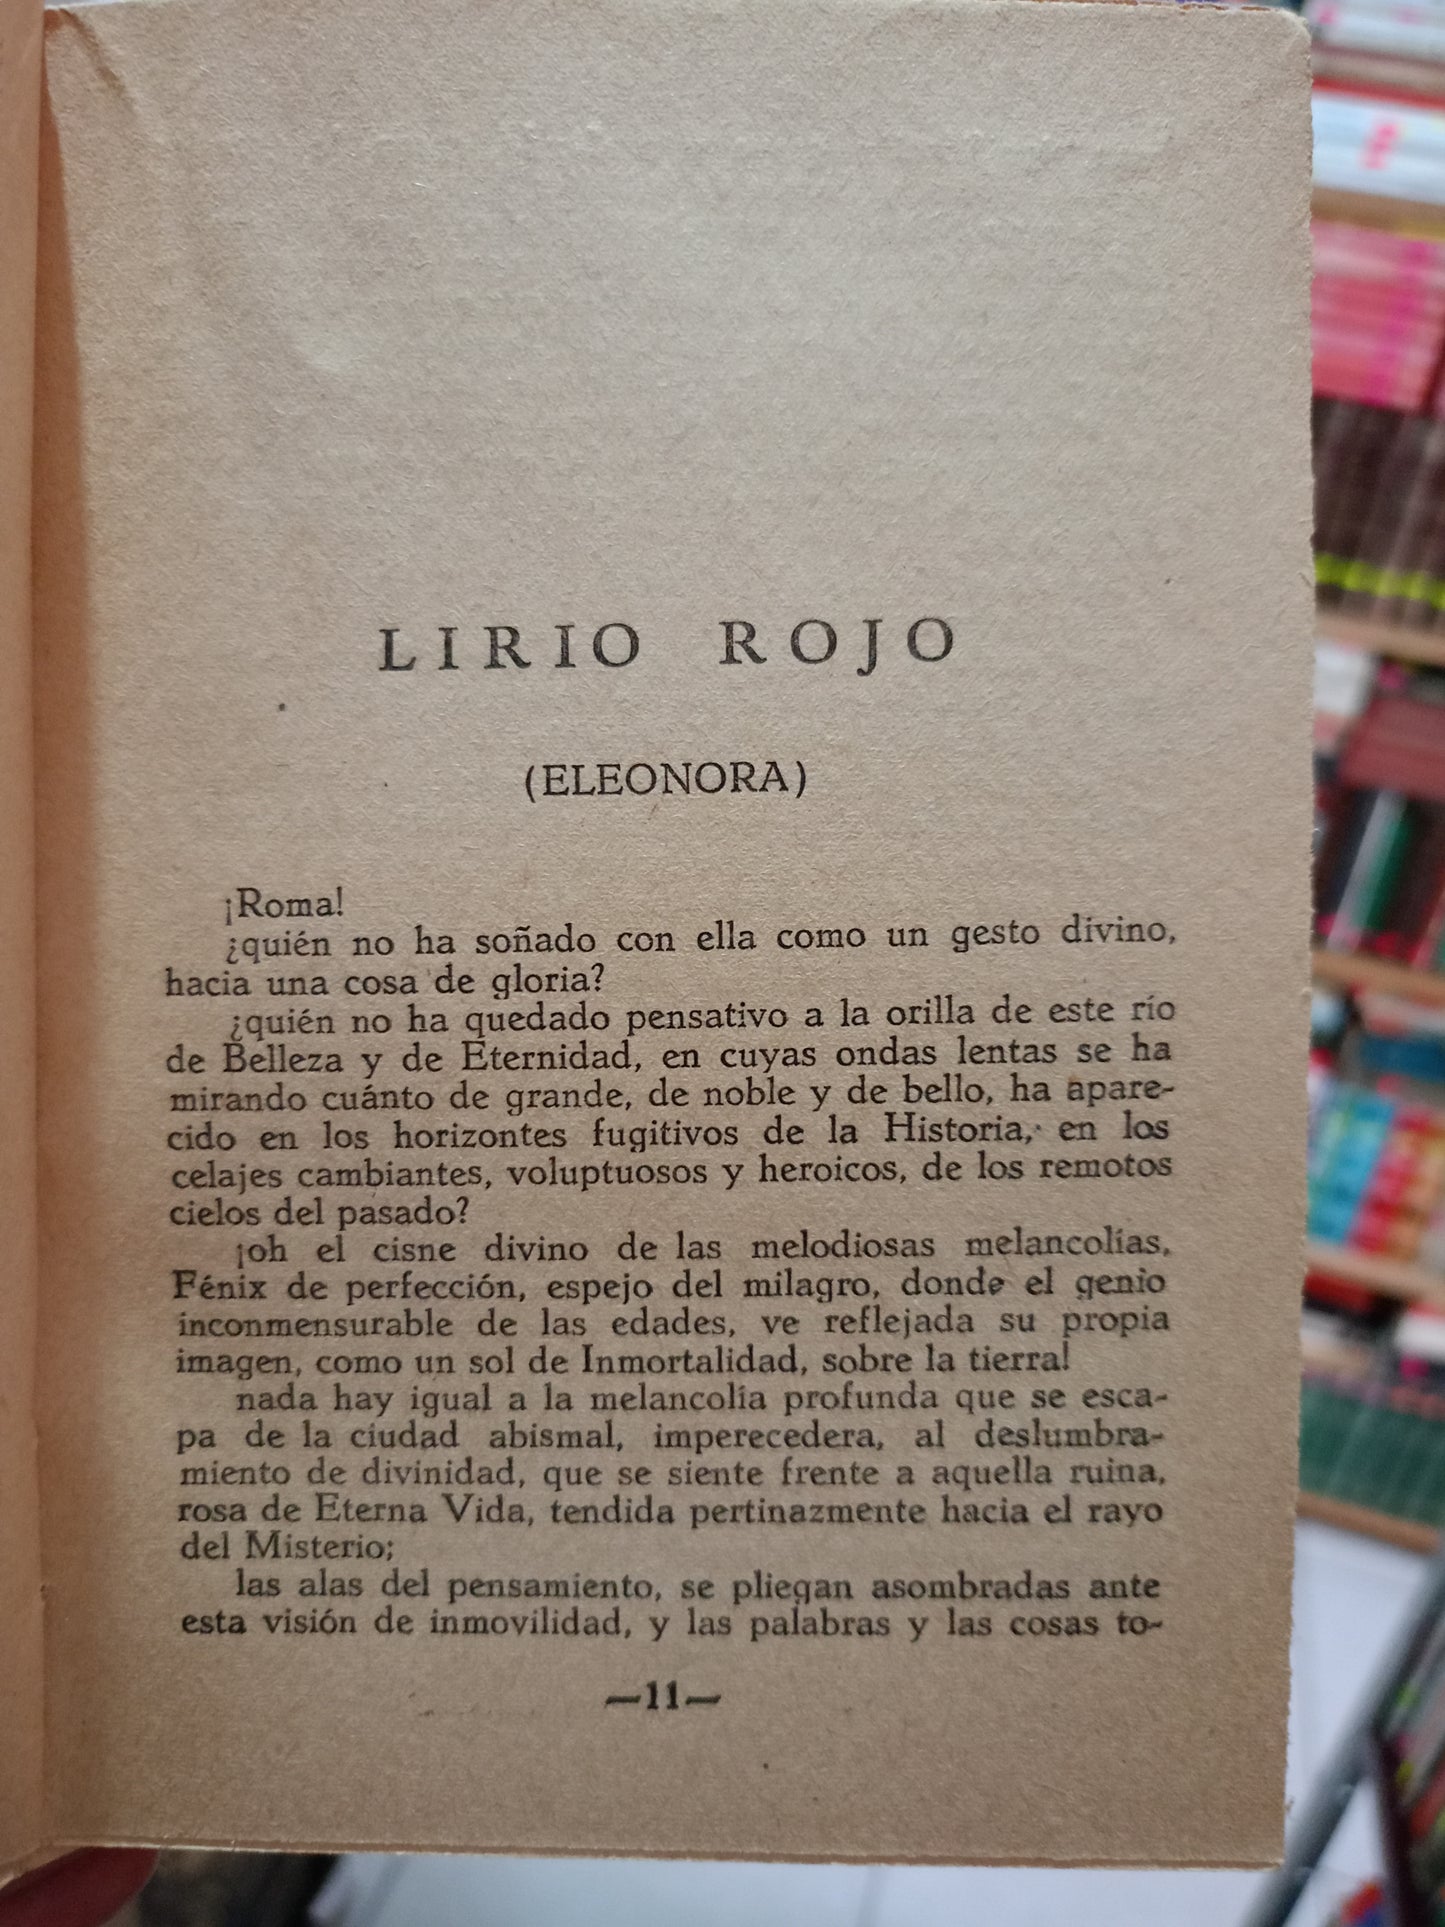 LIRIO ROJO
(ELEONORA)
¡Roma!
¿quién no ha soñado con ella como un gesto divino,
hacia una cosa de gloria?
¿quién no ha quedado pensativo a la orilla de este río
de Belleza y de Eternidad, en cuyas ondas lentas se ha
mirando cuánto de grande, de noble y de bello, ha apare-
cido en los horizontes fugitivos de la Historia, en los
celajes cambiantes, voluptuosos y heroicos, de los remotos
cielos del pasado?
¡oh el cisne divino de las melodiosas melancolías,
Fénix de perfección, espejo del milagro, donde el genio
inconmensurable de las edades, ve reflejada su propia
imagen, como un sol de Inmortalidad, sobre la tierra!
nada hay igual a la melancolía profunda que se esca-
pa de la ciudad abismal, imperecedera, al deslumbra-
miento de divinidad, que se siente frente a aquella ruina,
rosa de Eterna Vida, tendida pertinazmente hacia el rayo
del Misterio;
las alas del pensamiento, se pliegan asombradas ante
esta visión de inmovilidad, y las palabras y las cosas to-
—11—